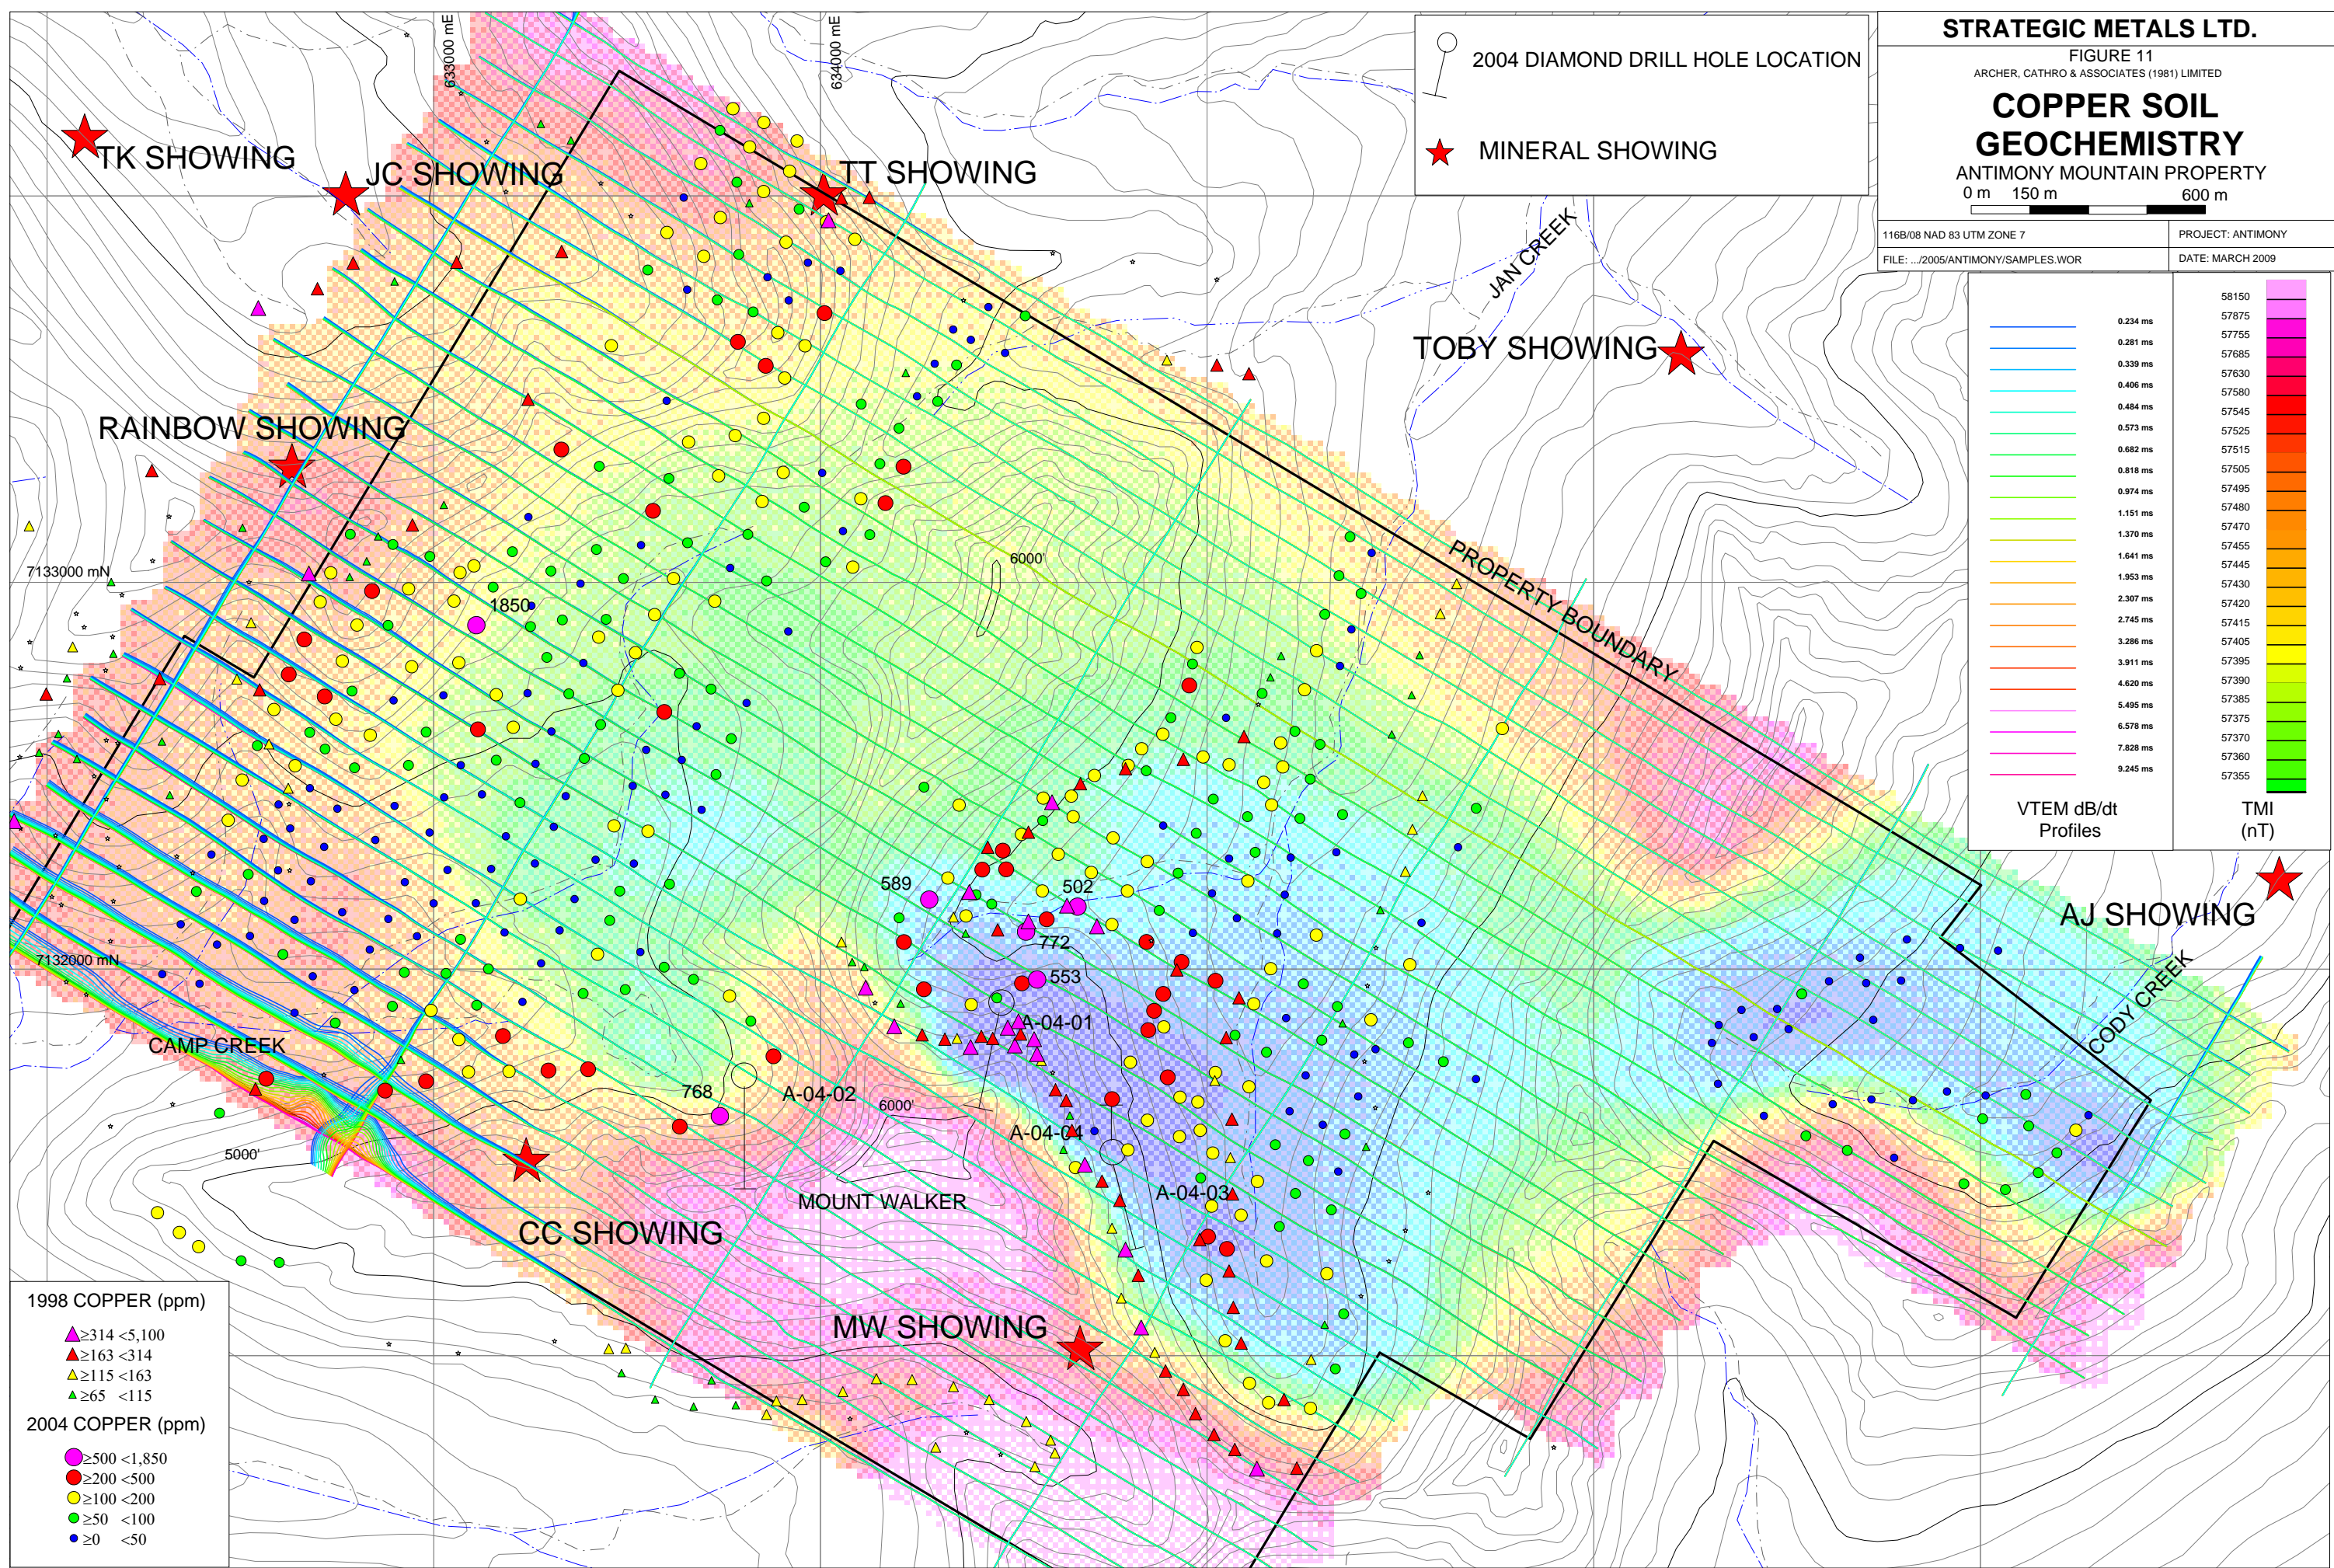 STRATEGIC METALS LTD.
FIGURE 11
ARCHER, CATHRO & ASSOCIATES (1981) LIMITED
COPPER SOIL
GEOCHEMISTRY
ANTIMONY MOUNTAIN PROPERTY
0 m 150 m 600 m
116B/08 NAD 83 UTM ZONE 7
PROJECT: ANTIMONY
FILE: .../2005/ANTIMONY/SAMPLES.WOR
DATE: MARCH 2009
2004 DIAMOND DRILL HOLE LOCATION
MINERAL SHOWING
633000 mE
634000 mE
TK SHOWING
JC SHOWING
TT SHOWING
JAN CREEK
TOBY SHOWING
RAINBOW SHOWING
7133000 mN
6000'
1850
PROPERTY BOUNDARY
589
502
772
7132000 mN
553
A-04-01
CAMP CREEK
768
A-04-02
6000'
A-04-04
5000'
A-04-03
MOUNT WALKER
CC SHOWING
MW SHOWING
AJ SHOWING
CODY CREEK
0.234 ms
0.281 ms
0.339 ms
0.406 ms
0.484 ms
0.573 ms
0.682 ms
0.818 ms
0.974 ms
1.151 ms
1.370 ms
1.641 ms
1.953 ms
2.307 ms
2.745 ms
3.286 ms
3.911 ms
4.620 ms
5.495 ms
6.578 ms
7.828 ms
9.245 ms
VTEM dB/dt
Profiles
58150
57875
57755
57685
57630
57580
57545
57525
57515
57505
57495
57480
57470
57455
57445
57430
57420
57415
57405
57395
57390
57385
57375
57370
57360
57355
TMI
(nT)
1998 COPPER (ppm)
≥314 <5,100
≥163 <314
≥115 <163
≥65 <115
2004 COPPER (ppm)
≥500 <1,850
≥200 <500
≥100 <200
≥50 <100
≥0 <50